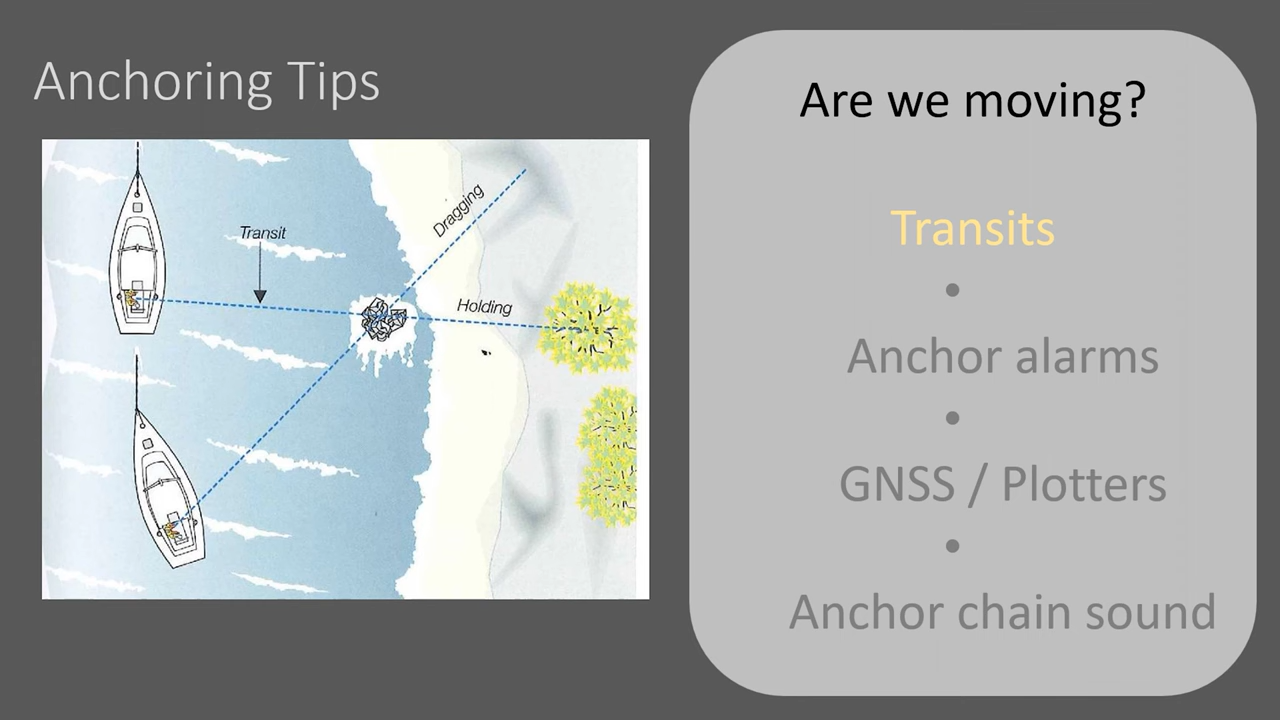 Anchoring Tips
Transit
Dragging
Holding
Are we moving?
Transits
•
Anchor alarms
•
GNSS / Plotters
•
Anchor chain sound